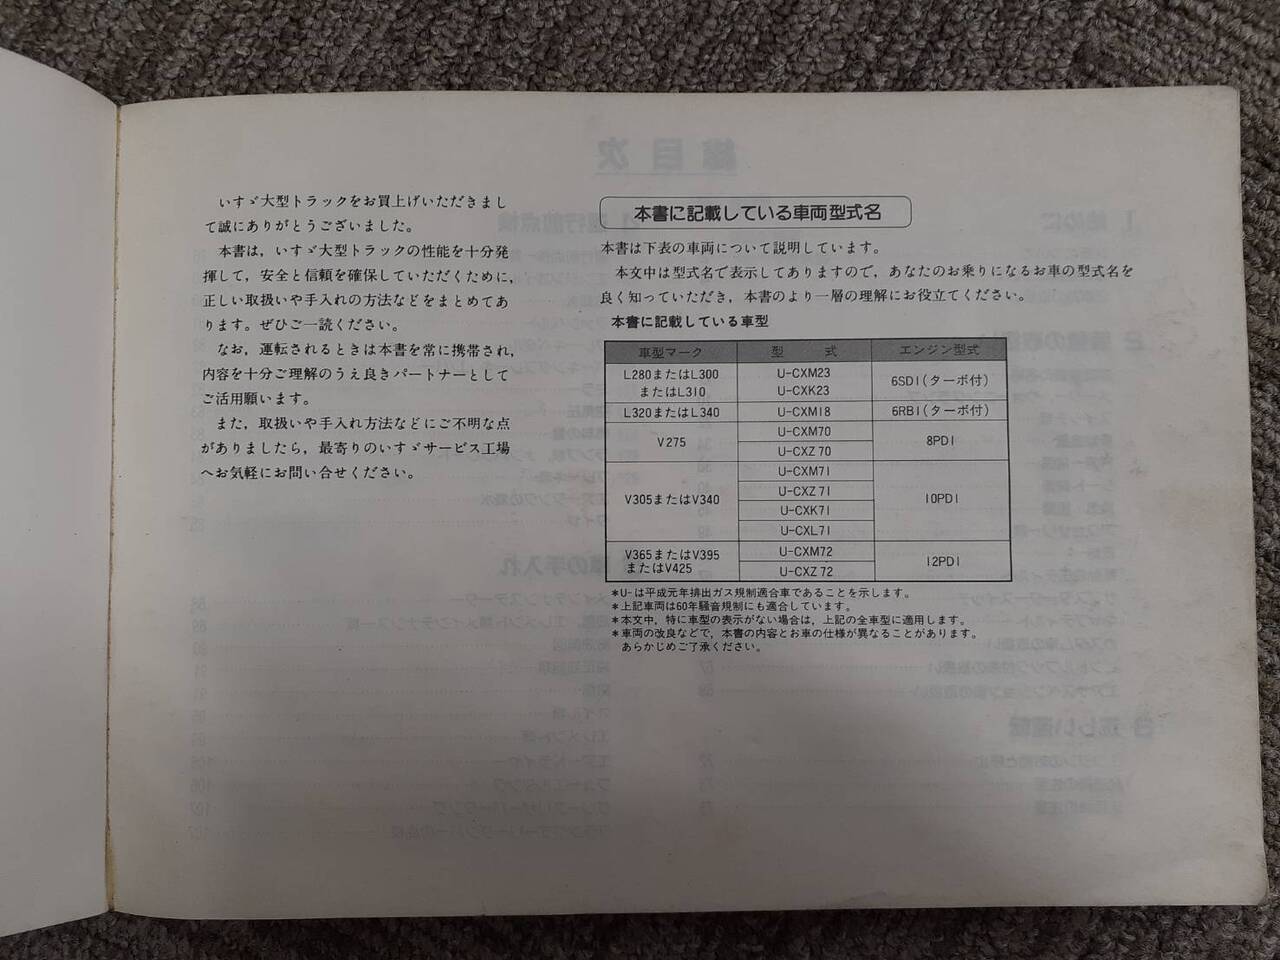 いすゞ大型トラックをお買上げいただきまし
て誠にありがとうございました。
本書は，いすゞ大型トラックの性能を十分発
揮して，安全と信頼を確保していただくために，
正しい取扱いや手入れの方法などをまとめてあ
ります。ぜひご一読ください。
なお，運転されるときは本書を常に携帯され，
内容を十分ご理解のうえ良きパートナーとして
ご活用願います。
また，取扱いや手入れ方法などにご不明な点
がありましたら，最寄りのいすゞサービス工場
へお気軽にお問い合せください。
本書に記載している車両型式名
本書は下表の車両について説明しています。
本文中は型式名で表示してありますので，あなたのお乗りになるお車の型式名を
良く知っていただき，本書のより一層の理解にお役立てください。
本書に記載している車型
車型マーク 型 式 エンジン型式
L280またはL300 U-CXM23 6SD1(ターボ付)
またはL310 U-CXK23
L320またはL340 U-CXM18 6RB1(ターボ付)
V275 U-CXM70 8PD1
U-CXZ70
V305またはV340 U-CXM71 10PD1
U-CXZ71
U-CXK71
U-CXL71
V365またはV395 U-CXM72 12PD1
またはV425 U-CXZ72
＊U-は平成元年排出ガス規制適合車であることを示します。
＊上記車両は60年騒音規制にも適合しています。
＊本文中，特に車型の表示がない場合は，上記の全車型に適用します。
＊車両の改良などで，本書の内容とお車の仕様が異なることがあります。
あらかじめご了承ください。